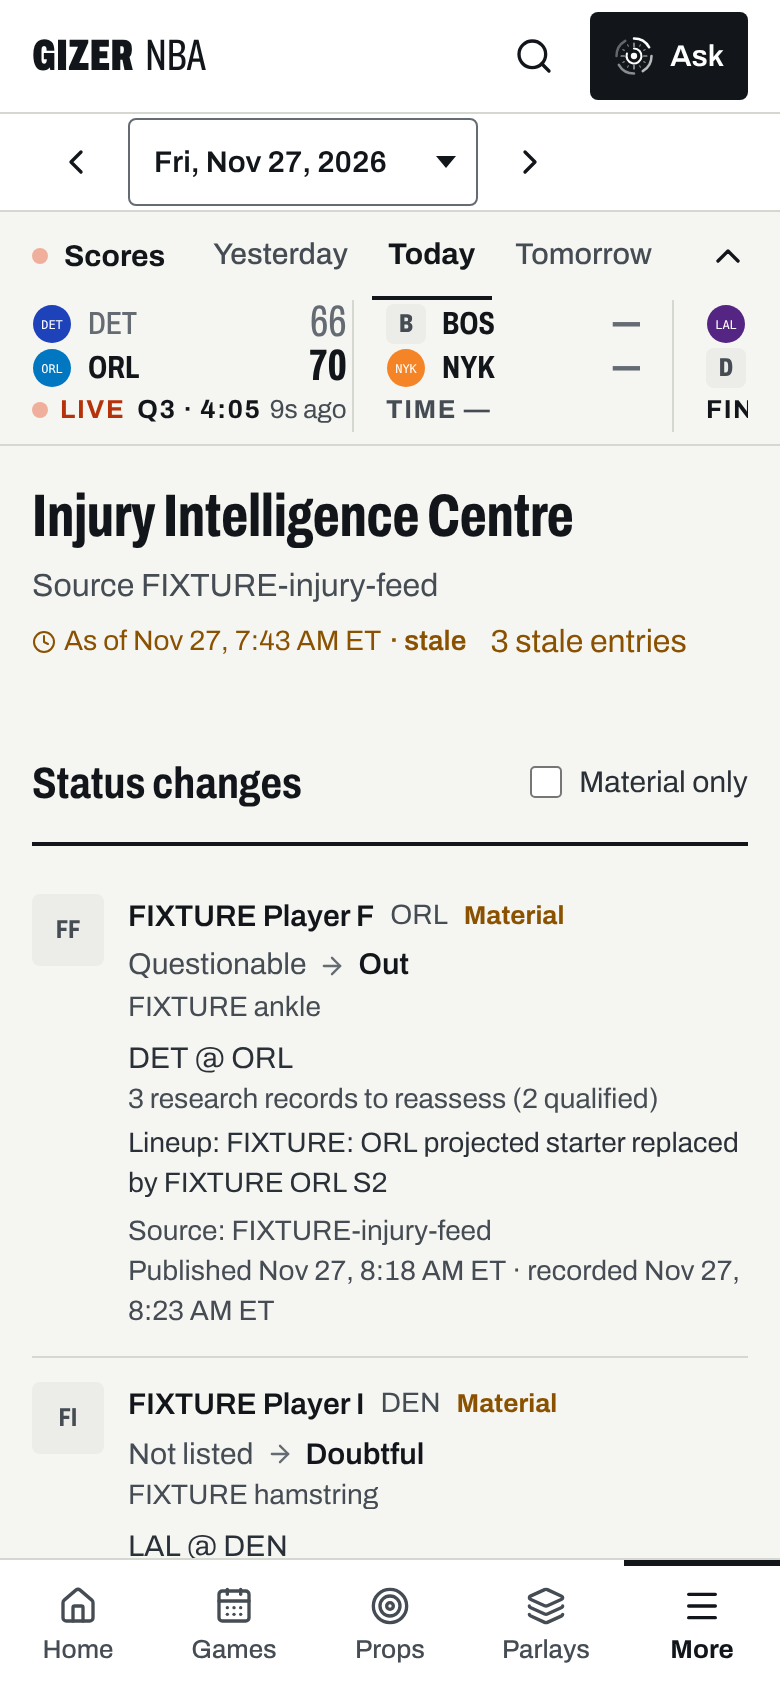 GIZER NBA
Ask
Fri, Nov 27, 2026
Scores Yesterday Today Tomorrow
DET DET 66
ORL ORL 70
LIVE Q3 · 4:05 9s ago
B BOS —
NYK NYK —
TIME —
LAL
D
FIN
Injury Intelligence Centre
Source FIXTURE-injury-feed
As of Nov 27, 7:43 AM ET · stale 3 stale entries
Status changes
Material only
FF
FIXTURE Player F ORL Material
Questionable → Out
FIXTURE ankle
DET @ ORL
3 research records to reassess (2 qualified)
Lineup: FIXTURE: ORL projected starter replaced
by FIXTURE ORL S2
Source: FIXTURE-injury-feed
Published Nov 27, 8:18 AM ET · recorded Nov 27,
8:23 AM ET
FI
FIXTURE Player I DEN Material
Not listed → Doubtful
FIXTURE hamstring
LAL @ DEN
Home Games Props Parlays More